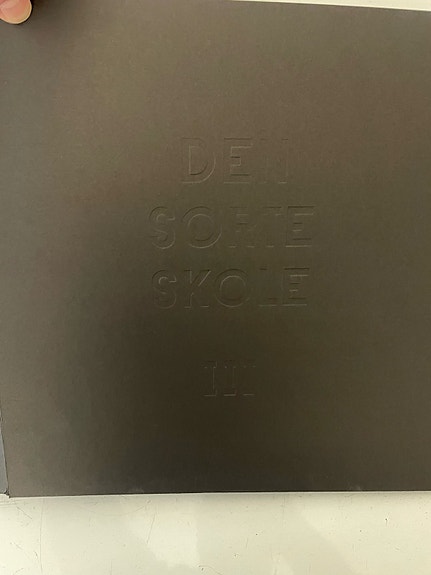 DEN
SORTE
SKOLE
III